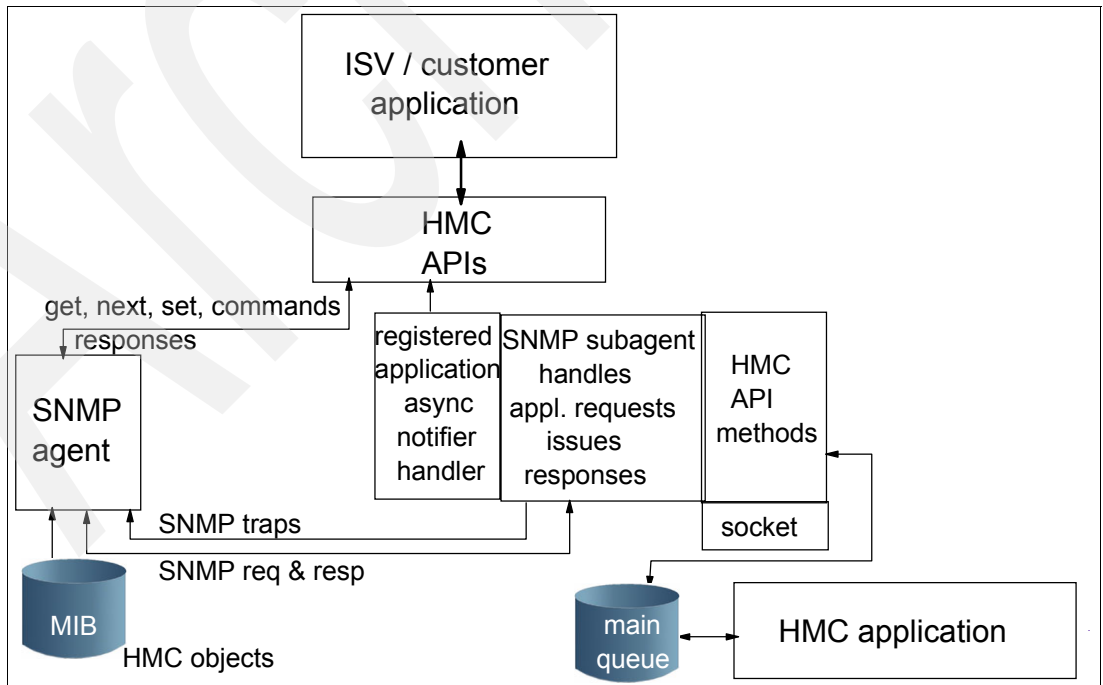 ISV / customer
application
HMC
APIs
get, next, set, commands
responses
SNMP
agent
registered
application
async
notifier
handler
SNMP subagent
handles
appl. requests
issues
responses
HMC
API
methods
socket
SNMP traps
SNMP req & resp
MIB
HMC objects
main
queue
HMC application